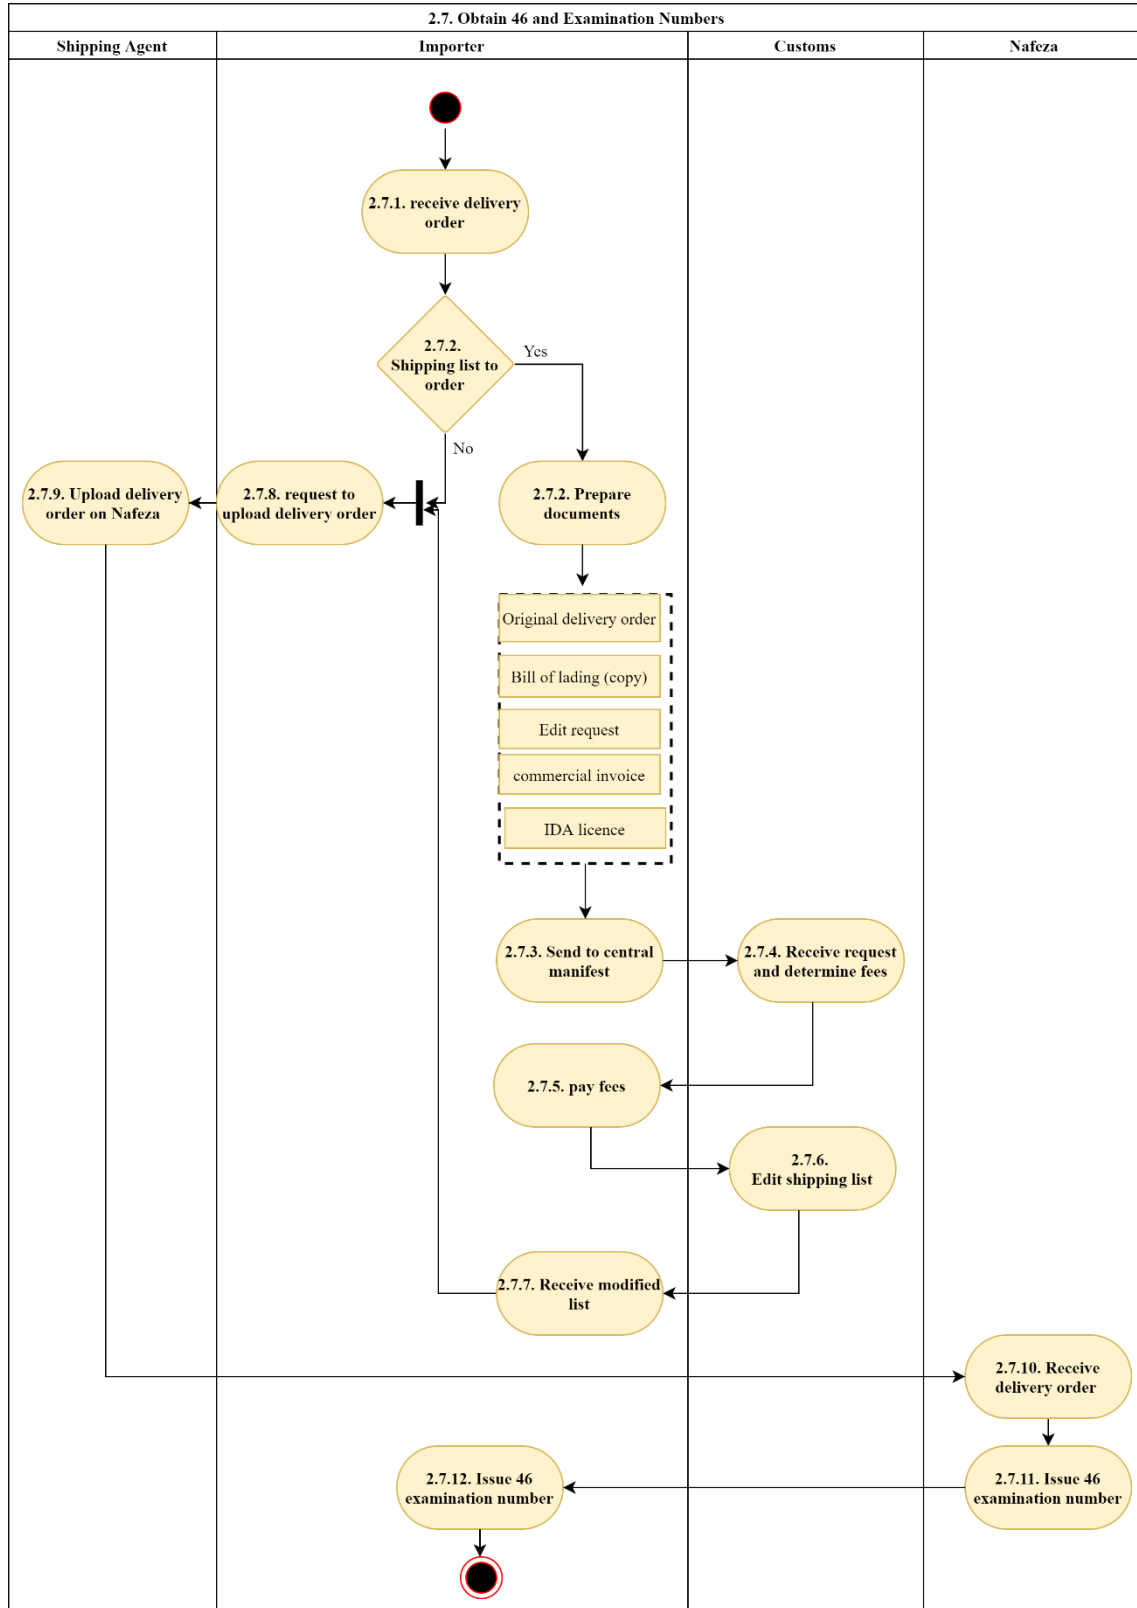 2.7. Obtain 46 and Examination Numbers
Shipping Agent
Importer
Customs
Nafeza
2.7.1. receive delivery
order
2.7.2.
Shipping list to
order
Yes
No
2.7.9. Upload delivery
order on Nafeza
2.7.8. request to
upload delivery order
2.7.2. Prepare
documents
Original delivery order
Bill of lading (copy)
Edit request
commercial invoice
IDA licence
2.7.3. Send to central
manifest
2.7.4. Receive request
and determine fees
2.7.5. pay fees
2.7.6.
Edit shipping list
2.7.7. Receive modified
list
2.7.10. Receive
delivery order
2.7.12. Issue 46
examination number
2.7.11. Issue 46
examination number